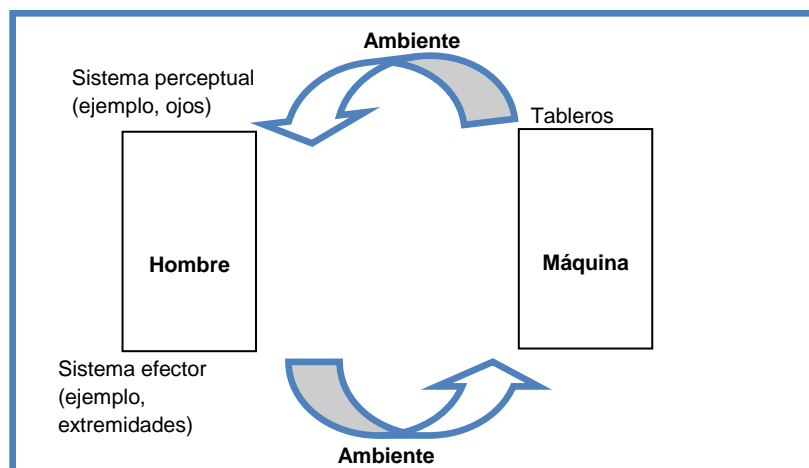 Ambiente
Sistema perceptual
(ejemplo, ojos)
Tableros
Hombre
Máquina
Sistema efector
(ejemplo,
extremidades)
Ambiente